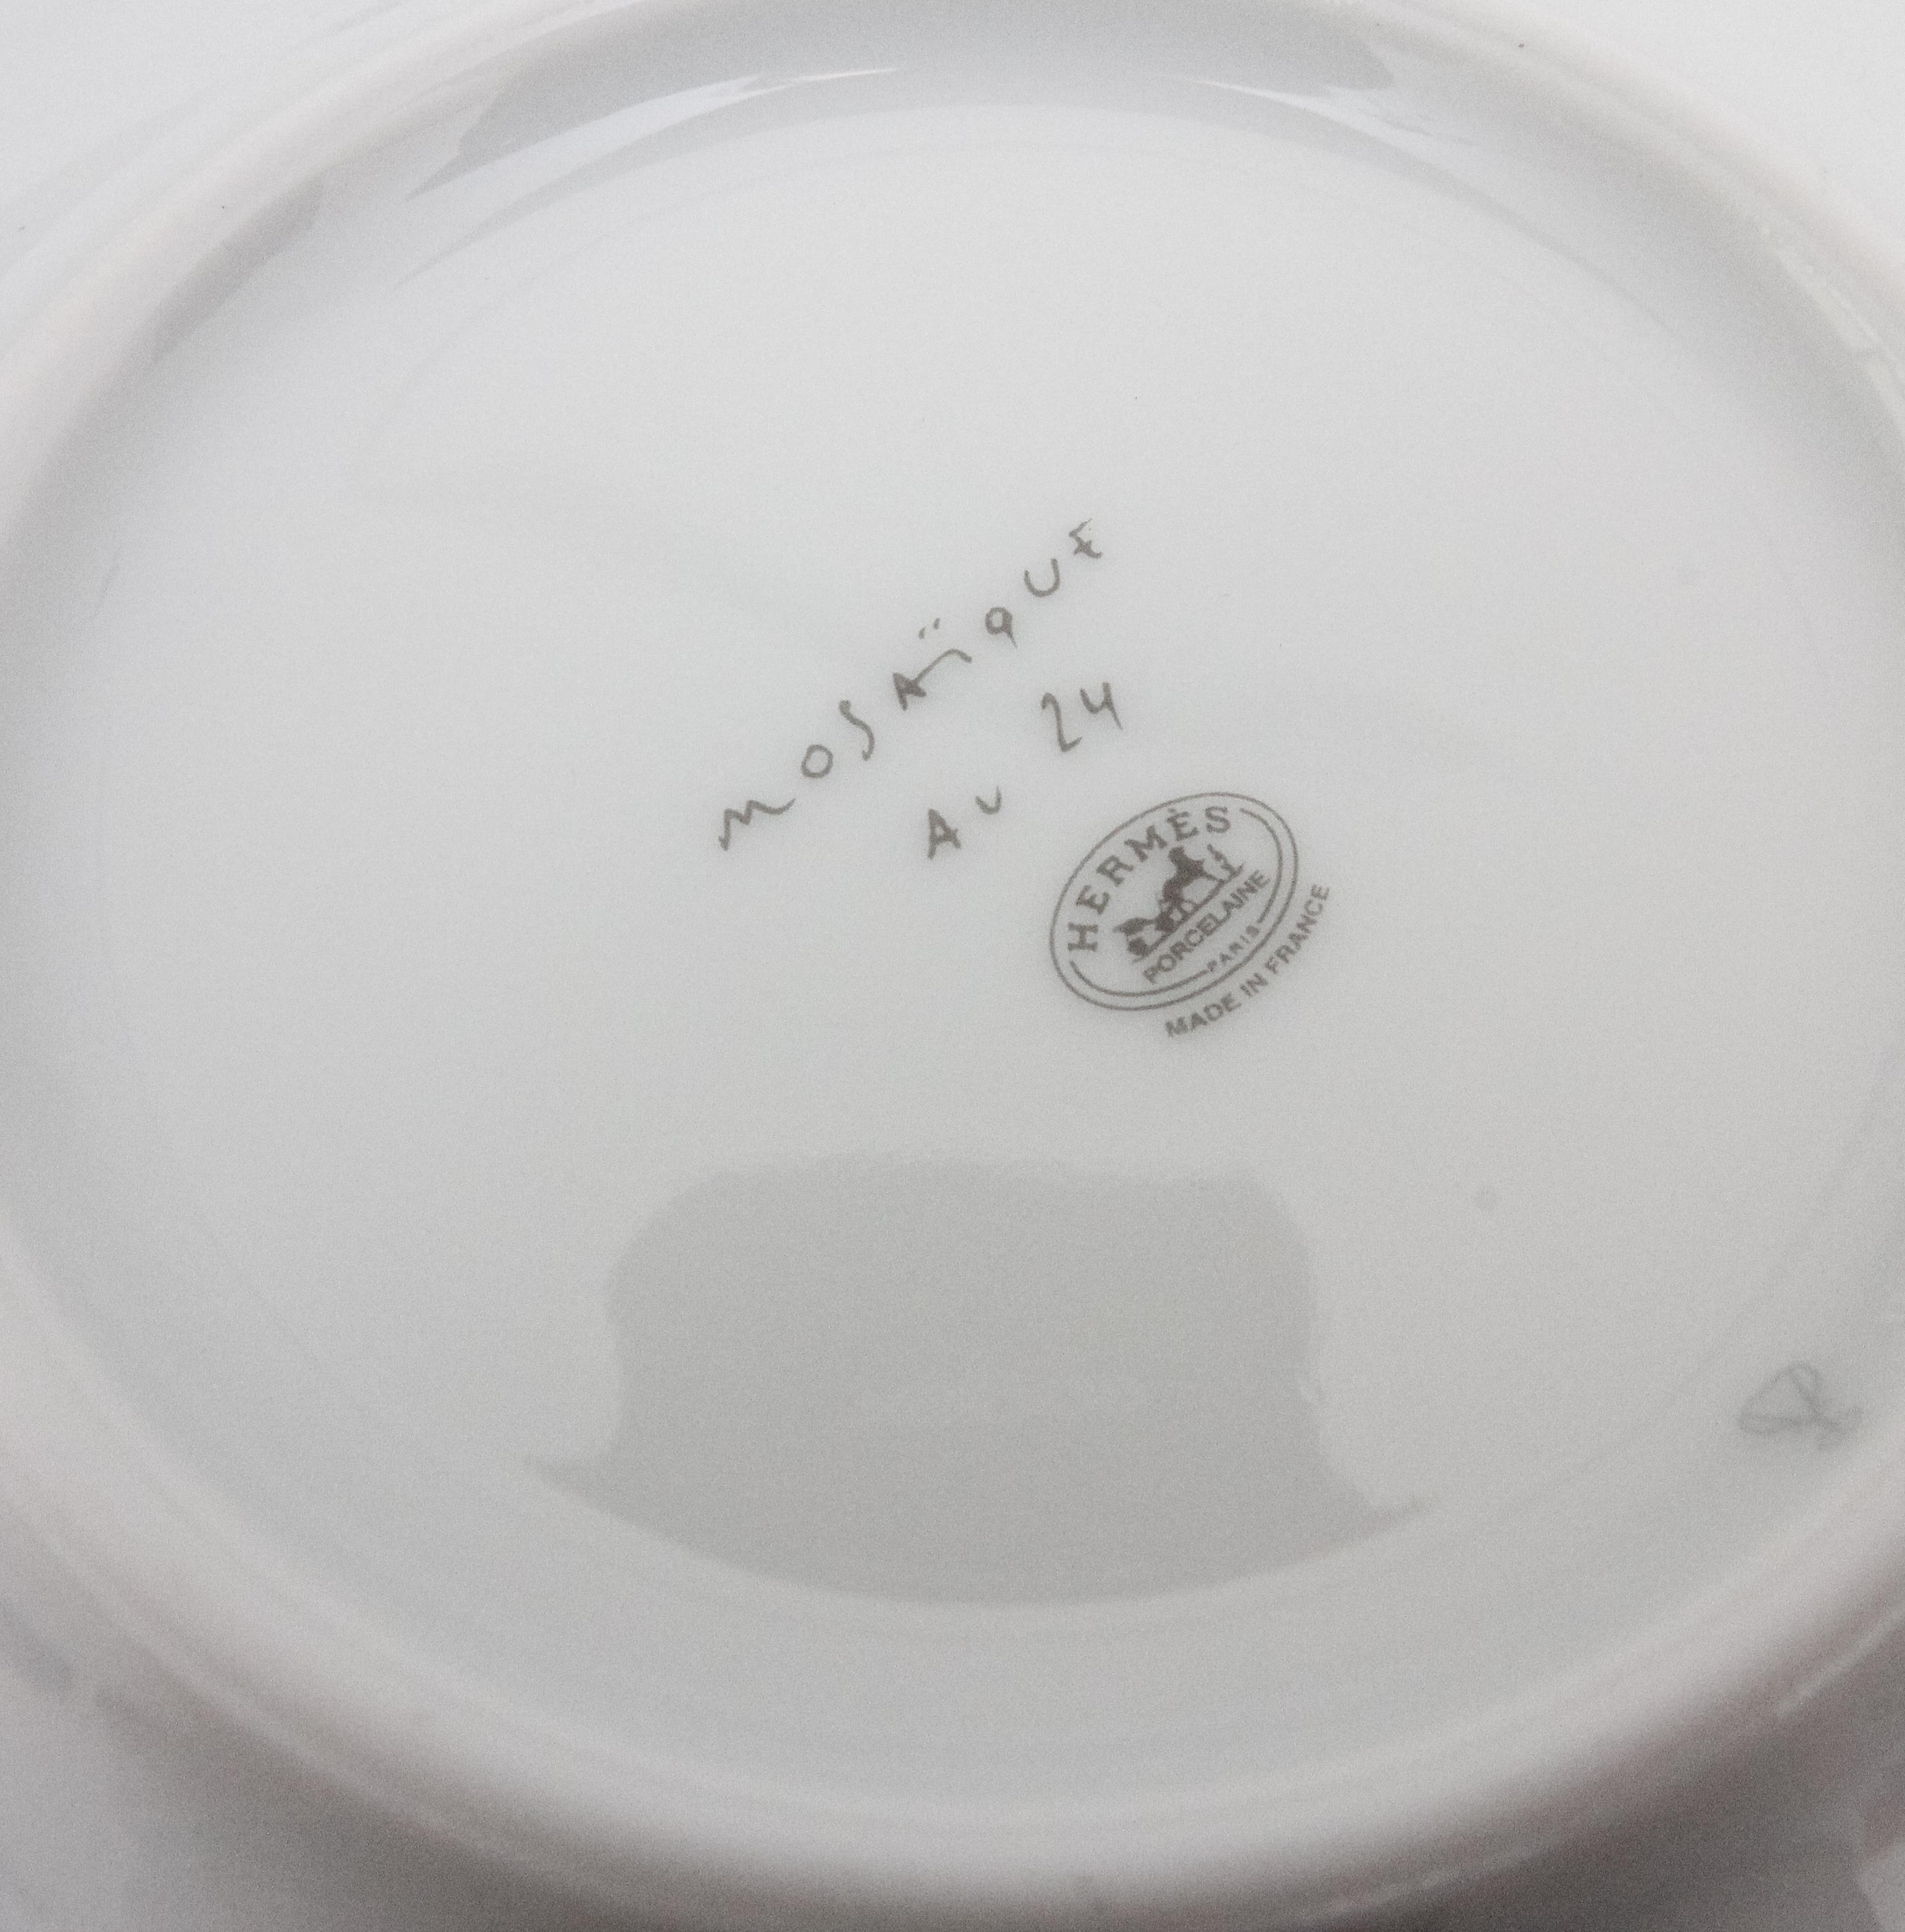 MOSAÏQUE
AU 24
HERMÈS
PORCELAINE
PARIS
MADE IN FRANCE